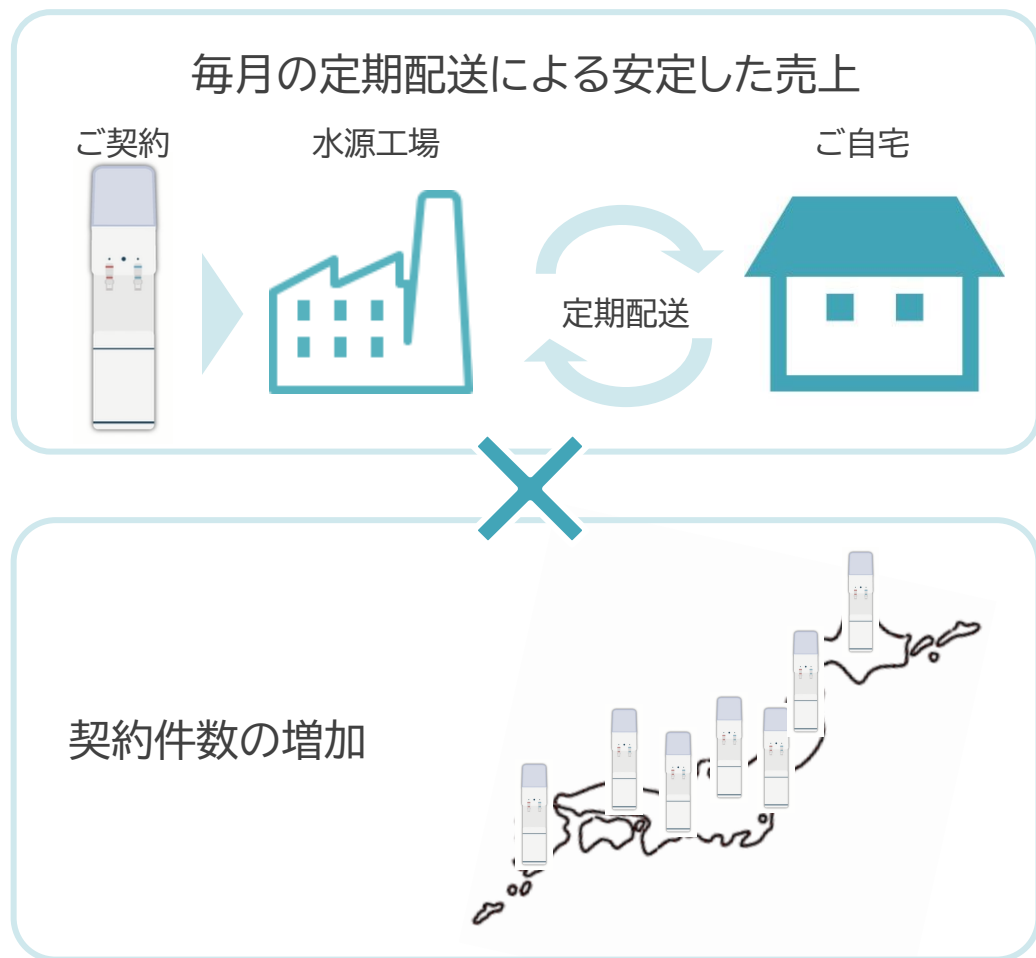 毎月の定期配送による安定した売上
ご契約
水源工場
ご自宅
定期配送
契約件数の増加